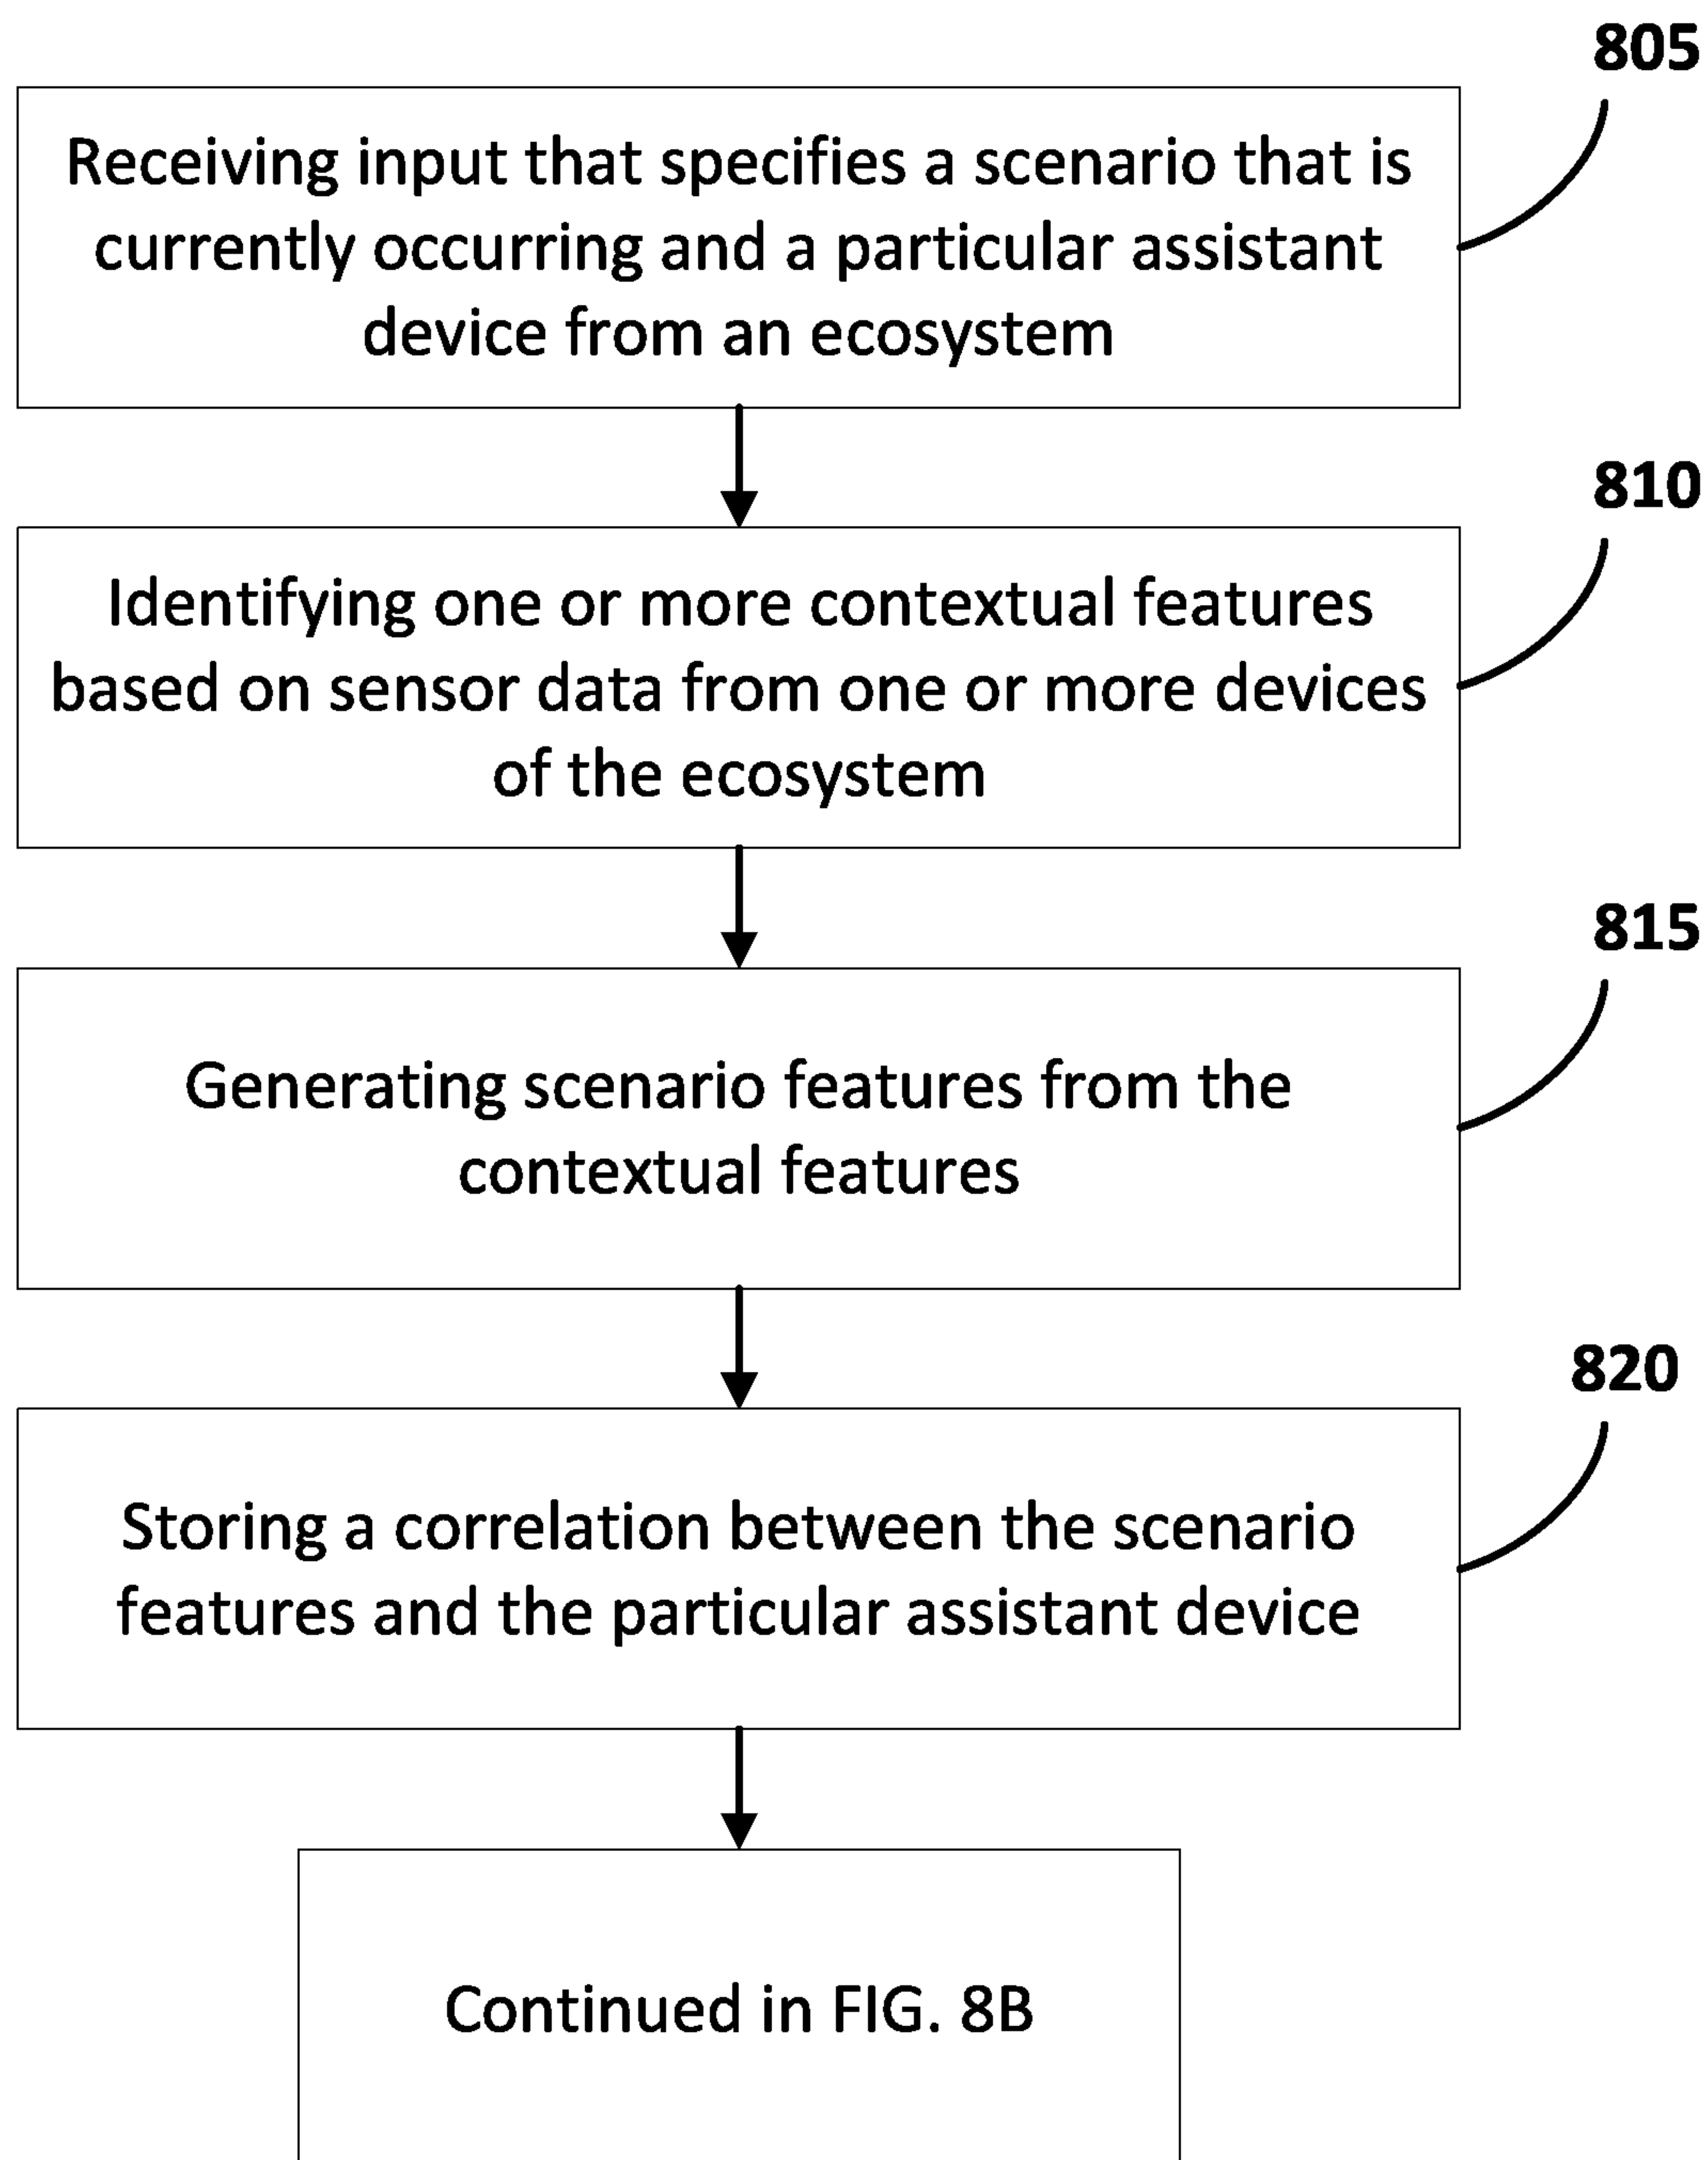 805
Receiving input that specifies a scenario that is
currently occurring and a particular assistant
device from an ecosystem
810
Identifying one or more contextual features
based on sensor data from one or more devices
of the ecosystem
815
Generating scenario features from the
contextual features
820
Storing a correlation between the scenario
features and the particular assistant device
Continued in FIG. 8B